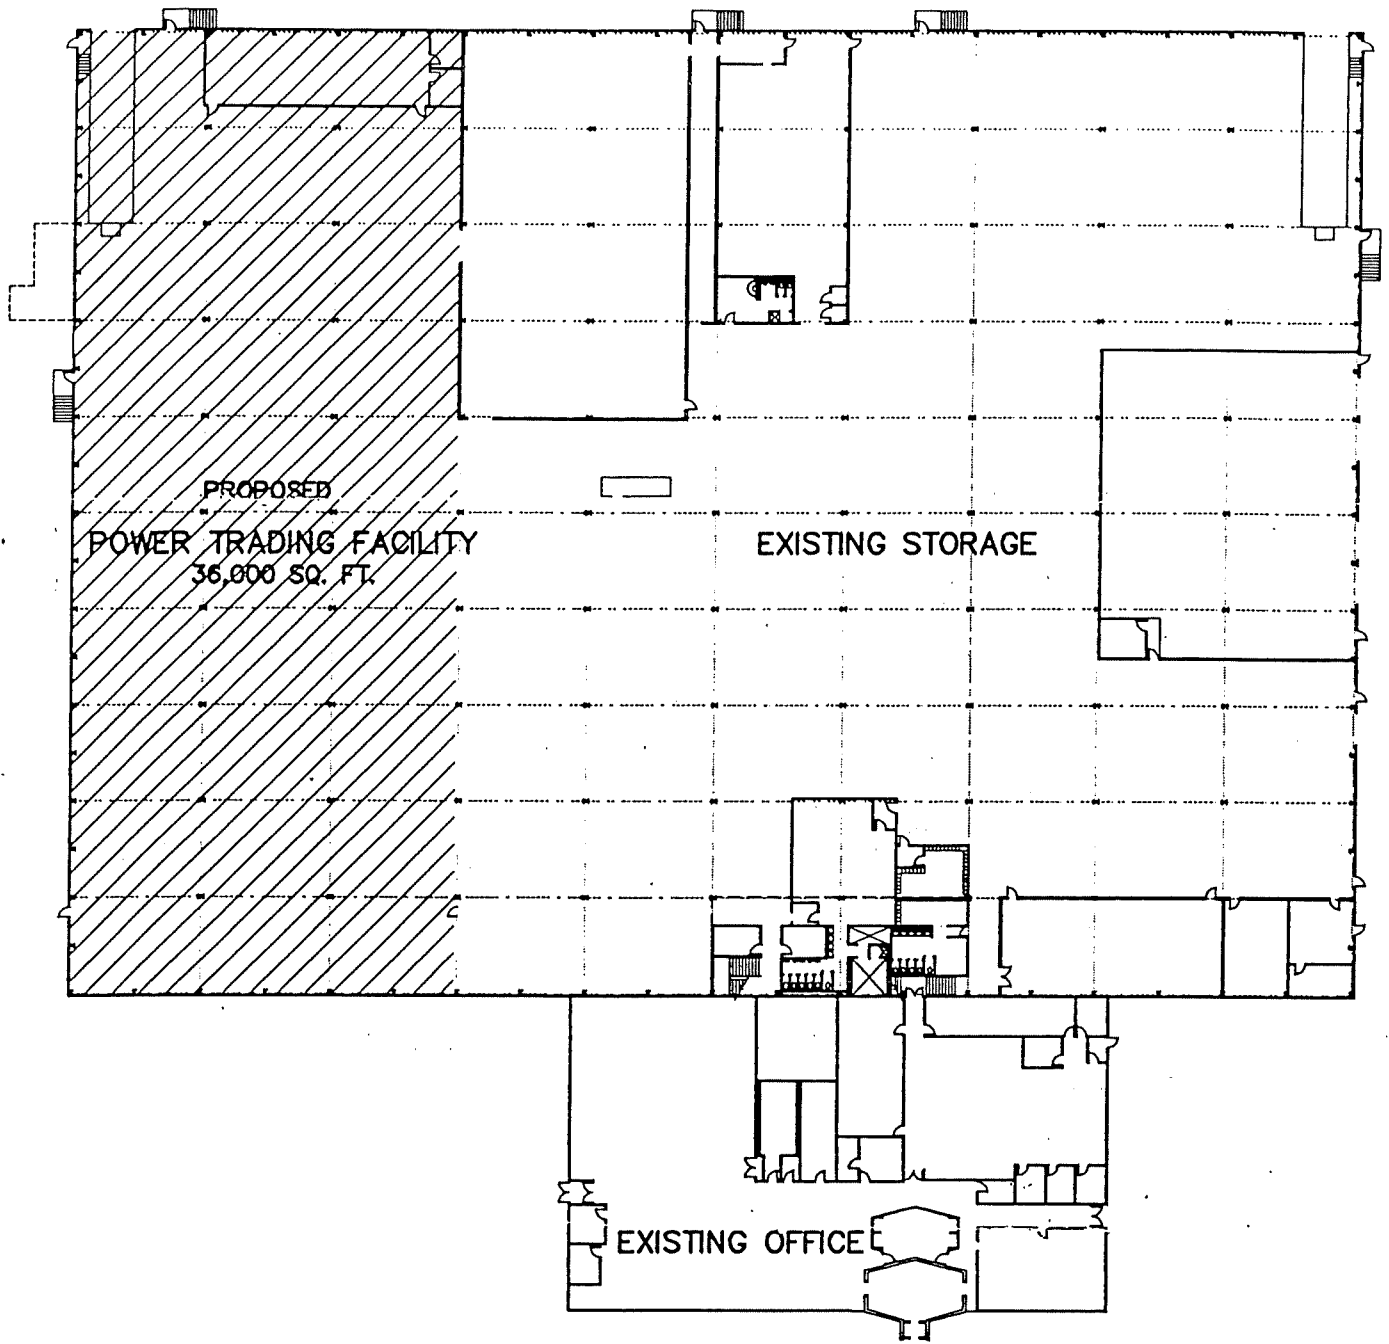 PROPOSED
POWER TRADING FACILITY
36,000 SQ. FT.
EXISTING STORAGE
EXISTING OFFICE